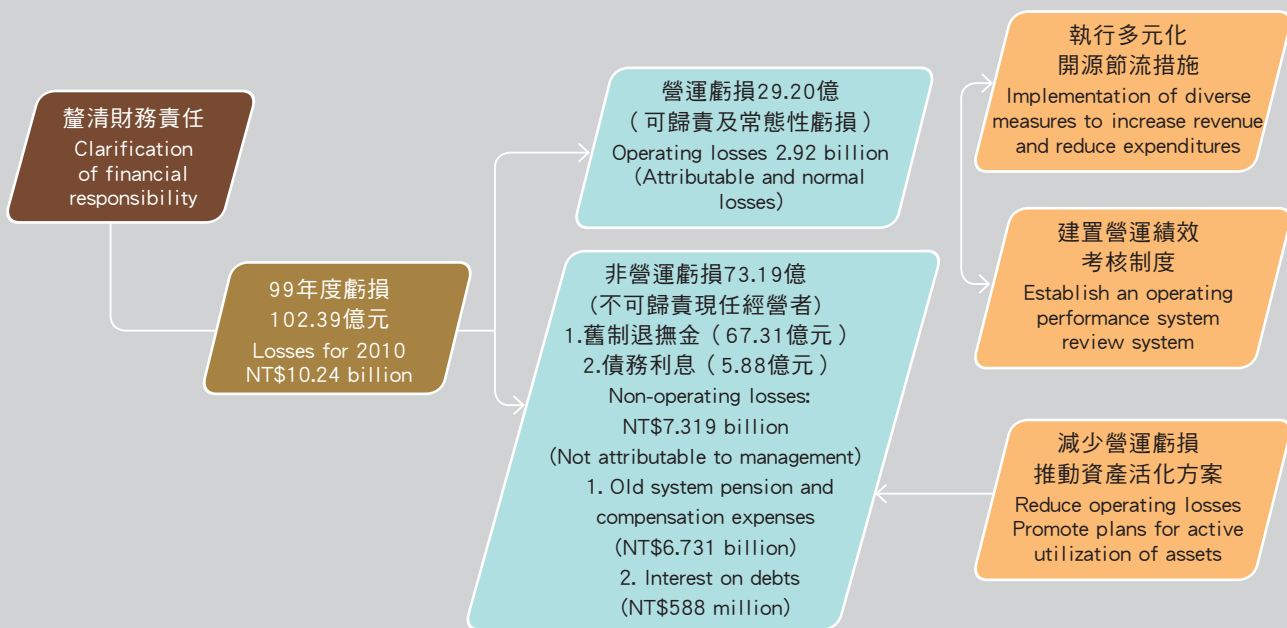 釐清財務責任
Clarification
of financial
responsibility
99年度虧損
102.39億元
Losses for 2010
NT$10.24 billion
營運虧損29.20億
（可歸責及常態性虧損）
Operating losses 2.92 billion
(Attributable and normal
losses)
非營運虧損73.19億
(不可歸責現任經營者)
1.舊制退撫金（67.31億元）
2.債務利息（5.88億元）
Non-operating losses:
NT$7.319 billion
(Not attributable to management)
1. Old system pension and
compensation expenses
(NT$6.731 billion)
2. Interest on debts
(NT$588 million)
執行多元化
開源節流措施
Implementation of diverse
measures to increase revenue
and reduce expenditures
建置營運績效
考核制度
Establish an operating
performance system
review system
減少營運虧損
推動資產活化方案
Reduce operating losses
Promote plans for active
utilization of assets